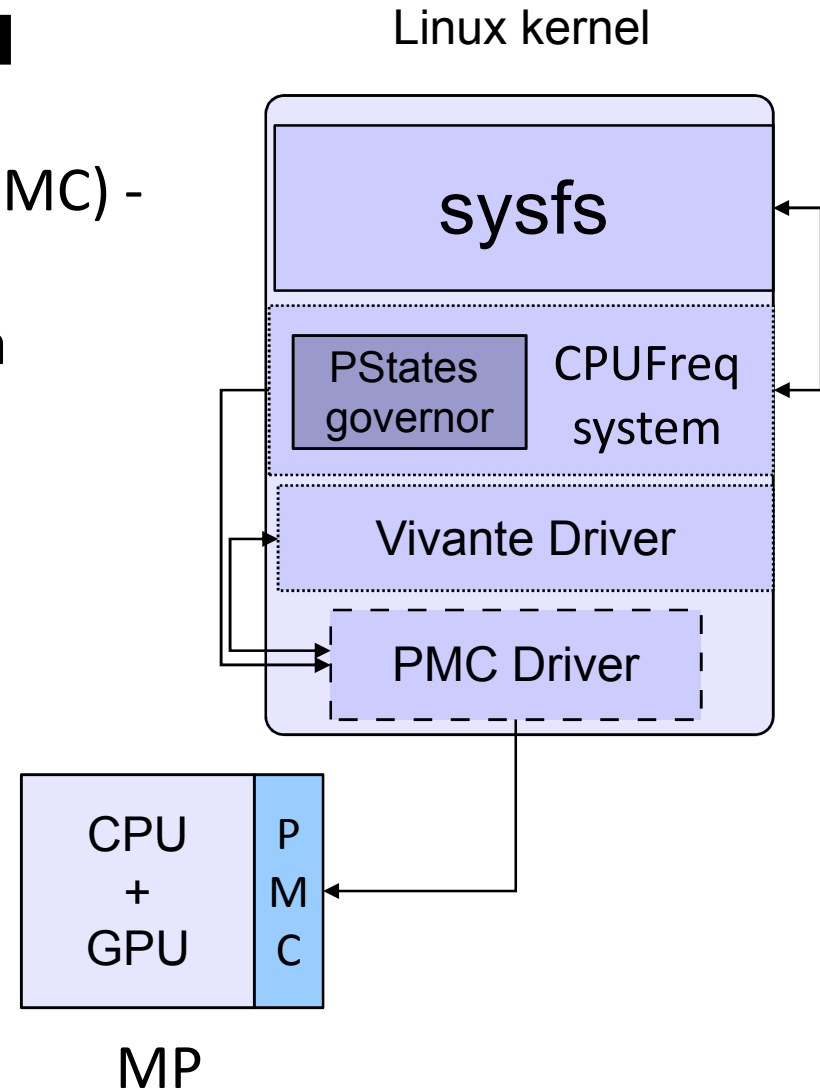 Linux kernel
MC) -
sysfs
PStates
governor
CPUFreq
system
Vivante Driver
PMC Driver
CPU
+
GPU
P
M
C
MP